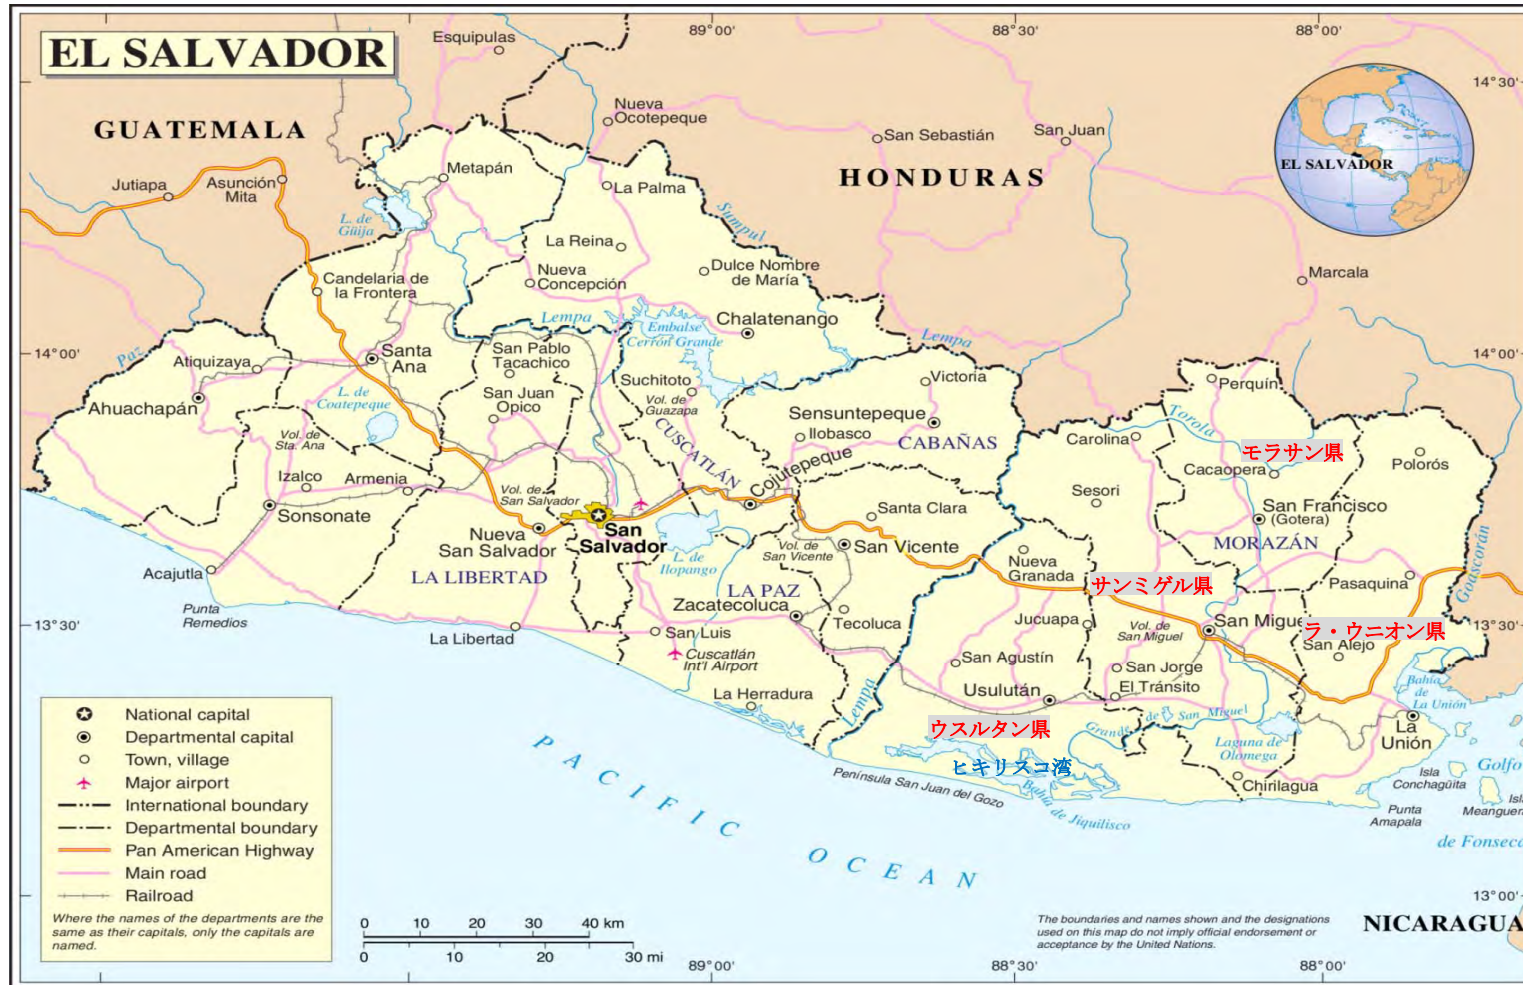 EL SALVADOR
89°00'
88°30'
88°00'
14°30'
Esquipulas
GUATEMALA
Nueva
Ocotepeque
San Sebastián
San Juan
EL SALVADOR
HONDURAS
Jutiapa
Asunción
Mita
Metapán
La Palma
L. de
Güija
Sumpul
La Reina
Candelaria de
la Frontera
Nueva
Concepción
Dulce Nombre
de María
Marcala
Lempa
Embalse
Cerrón Grande
Chalatenango
Lempa
14°00'
14°00'
Paz
Atiquizaya
Santa
Ana
San Pablo
Tacachico
Suchitoto
Victoria
Perquín
Ahuachapán
L. de
Coatepeque
San Juan
Opico
Vol. de
Guazapa
Sensuntepeque
Ilobasco
CABAÑAS
Torola
Carolina
モラサン県
Vol. de
Sta. Ana
CUSCATLÁN
Cojutepeque
Cacaopera
Polorós
Izalco
Armenia
Vol. de
San Salvador
Sesori
Sonsonate
Santa Clara
San Francisco
(Gotera)
Nueva
San Salvador
San
Salvador
L. de
Ilopango
Vol. de
San Vicente
San Vicente
MORAZÁN
Goascorán
Acajutla
LA LIBERTAD
LA PAZ
Nueva
Granada
サンミゲル県
Pasaquina
Punta
Remedios
Zacatecoluca
Tecoluca
Jucuapa
Vol. de
San Miguel
San Migue
ラ・ウニオン県
13°30'
13°30'
La Libertad
San Luis
Cuscatlán
Int'l Airport
San Agustín
San Jorge
San Alejo
La Herradura
Lempa
Usulután
El Tránsito
Bahía
de
La Unión
ウスルタン県
Grande de San Miguel
La
Unión
ヒキリスコ湾
Laguna de
Olomega
Península San Juan del Gozo
Bahía de Jiquilisco
Chirilagua
Isla
Conchagüita
Golfo
Isla
Meanguera
Punta
Amapala
de Fonseca
PACIFIC OCEAN
National capital
Departmental capital
Town, village
Major airport
International boundary
Departmental boundary
Pan American Highway
Main road
Railroad
Where the names of the departments are the
same as their capitals, only the capitals are
named.
0 10 20 30 40 km
0 10 20 30 mi
The boundaries and names shown and the designations
used on this map do not imply official endorsement or
acceptance by the United Nations.
13°00'
NICARAGUA
89°00'
88°30'
88°00'